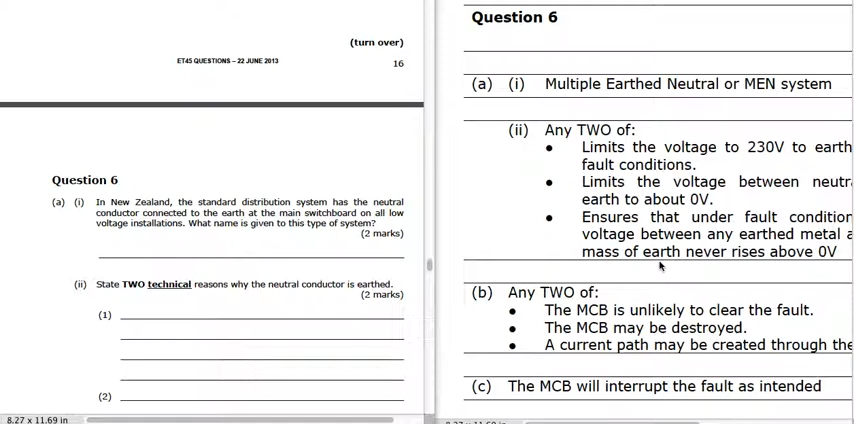 (turn over)
ET45 QUESTIONS – 22 JUNE 2013
16
Question 6
(a) (i) In New Zealand, the standard distribution system has the neutral
conductor connected to the earth at the main switchboard on all low
voltage installations. What name is given to this type of system?
(2 marks)
(ii) State TWO technical reasons why the neutral conductor is earthed.
(2 marks)
(1)
(2)
8.27 x 11.69 in
Question 6
(a) (i) Multiple Earthed Neutral or MEN system
(ii) Any TWO of:
• Limits the voltage to 230V to earth
fault conditions.
• Limits the voltage between neutr
earth to about 0V.
• Ensures that under fault condition
voltage between any earthed metal a
mass of earth never rises above 0V
(b) Any TWO of:
• The MCB is unlikely to clear the fault.
• The MCB may be destroyed.
• A current path may be created through the
(c) The MCB will interrupt the fault as intended
8.27 x 11.69 in